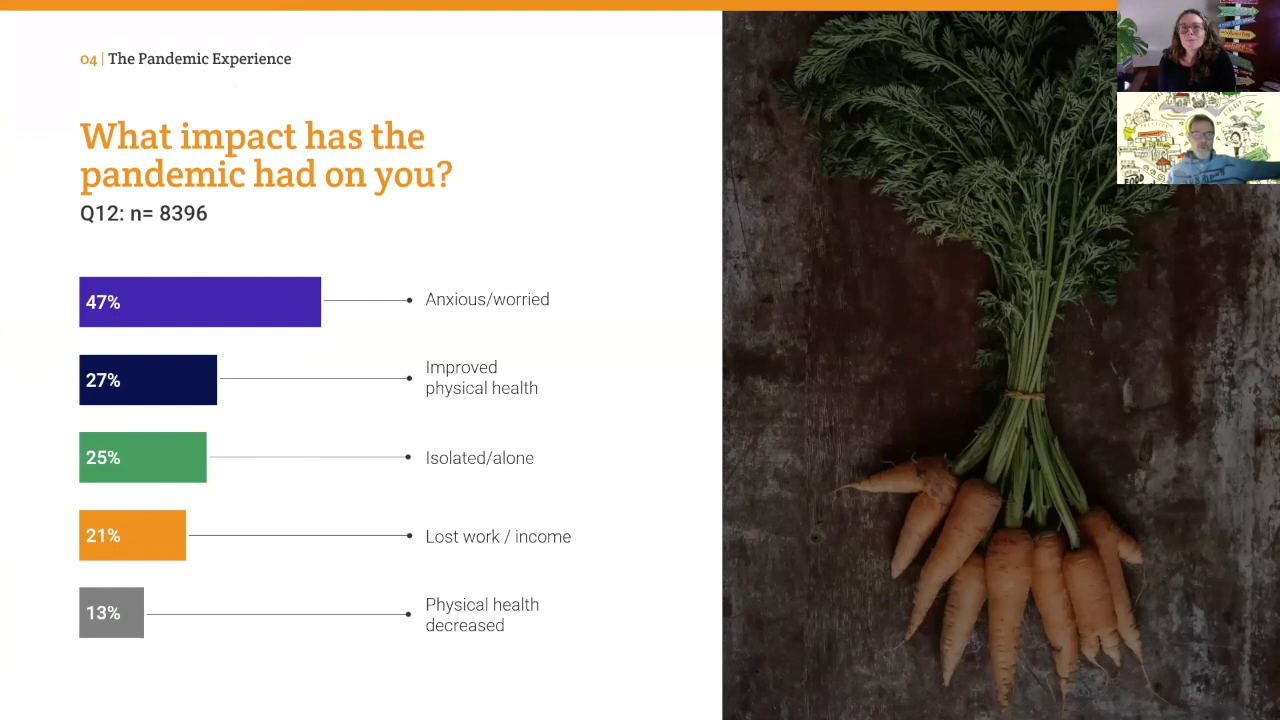 04 | The Pandemic Experience
What impact has the
pandemic had on you?
Q12: n= 8396
47%
Anxious/worried
27%
Improved
physical health
25%
Isolated/alone
21%
Lost work / income
13%
Physical health
decreased
FOOD